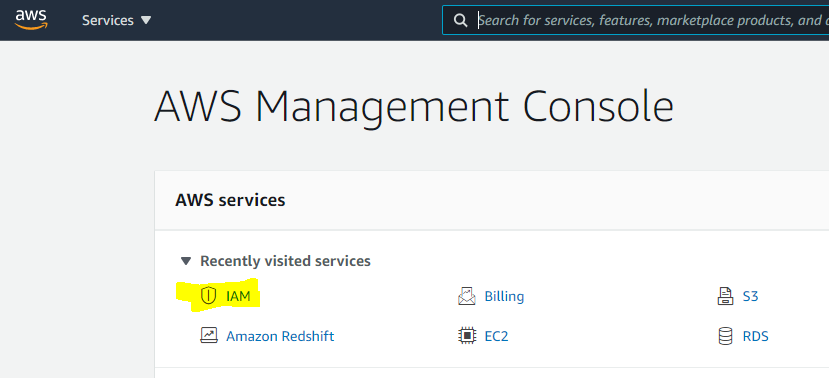 aws Services Search for services, features, marketplace products, and
AWS Management Console
AWS services
Recently visited services
IAM Billing S3
Amazon Redshift EC2 RDS